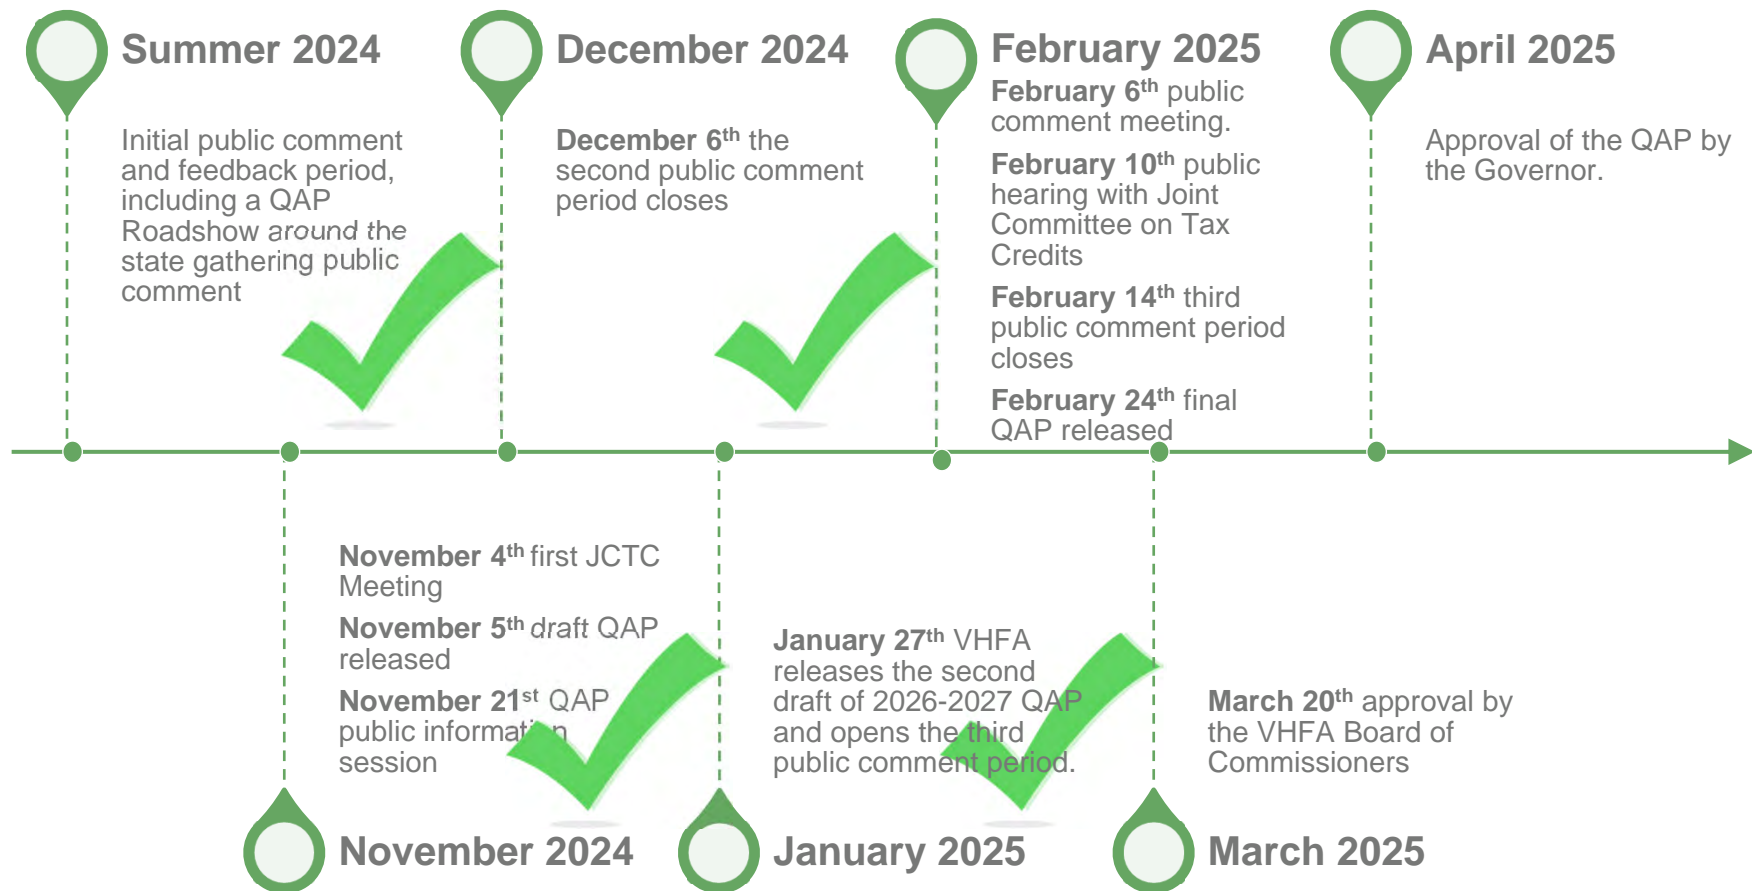 Summer 2024
Initial public comment
and feedback period,
including a QAP
Roadshow around the
state gathering public
comment
November 4th first JCTC
Meeting
November 5th draft QAP
released
November 21st QAP
public information
session
November 2024
December 2024
December 6th the
second public comment
period closes
January 27th VHFA
releases the second
draft of 2026-2027 QAP
and opens the third
public comment period.
January 2025
February 2025
February 6th public
comment meeting.
February 10th public
hearing with Joint
Committee on Tax
Credits
February 14th third
public comment period
closes
February 24th final
QAP released
March 20th approval by
the VHFA Board of
Commissioners
March 2025
April 2025
Approval of the QAP by
the Governor.